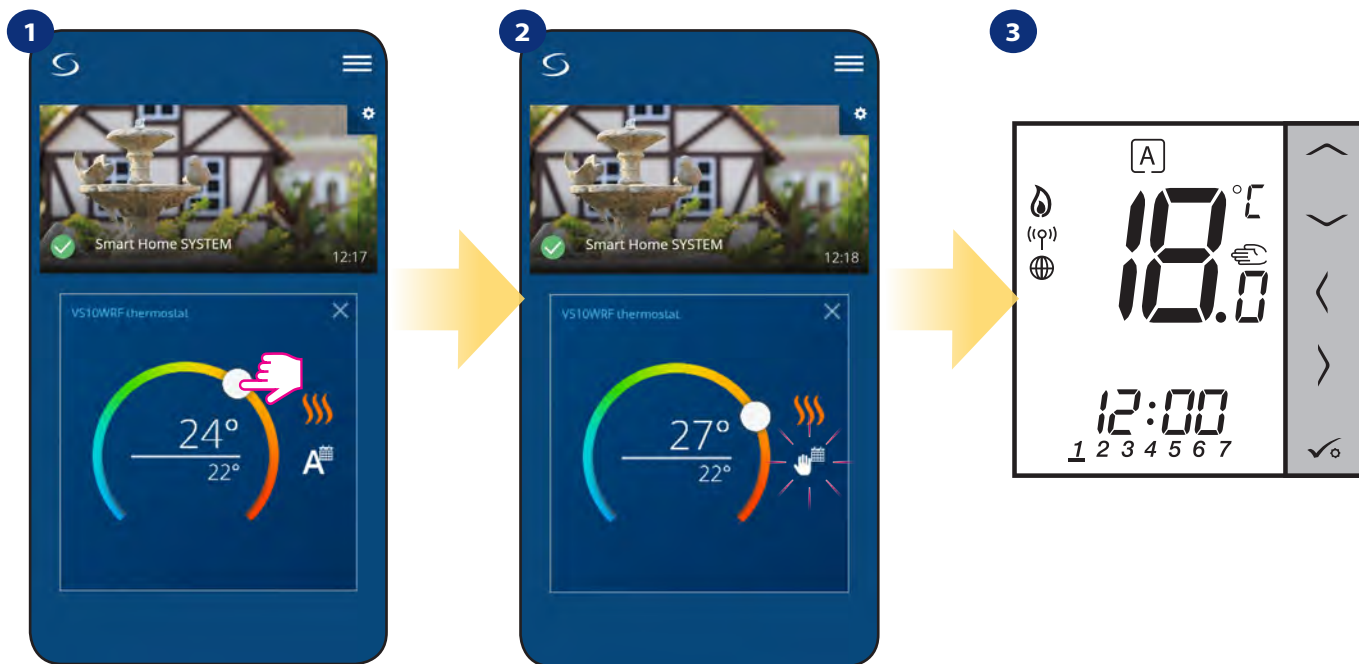 1
Smart Home SYSTEM
12:17
VS10WRF thermostat
24°
22°
A
2
Smart Home SYSTEM
12:18
VS10WRF thermostat
27°
22°
3
A
18.0 °C
12:00
1 2 3 4 5 6 7